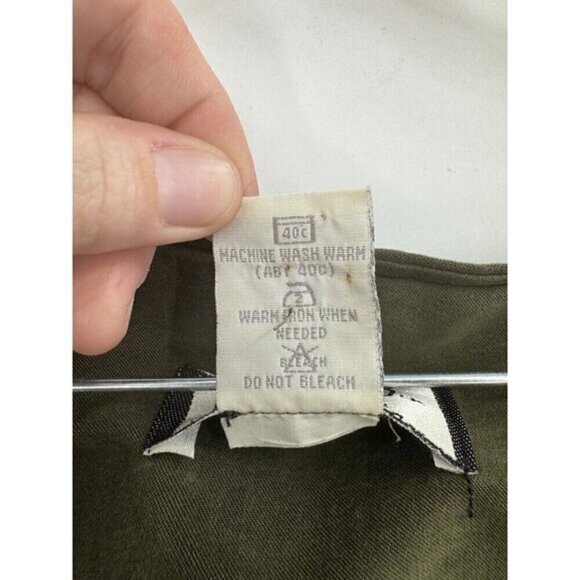 40C
MACHINE WASH WARM
(ABT 40C)
2
WARM IRON WHEN
NEEDED
BLEACH
DO NOT BLEACH